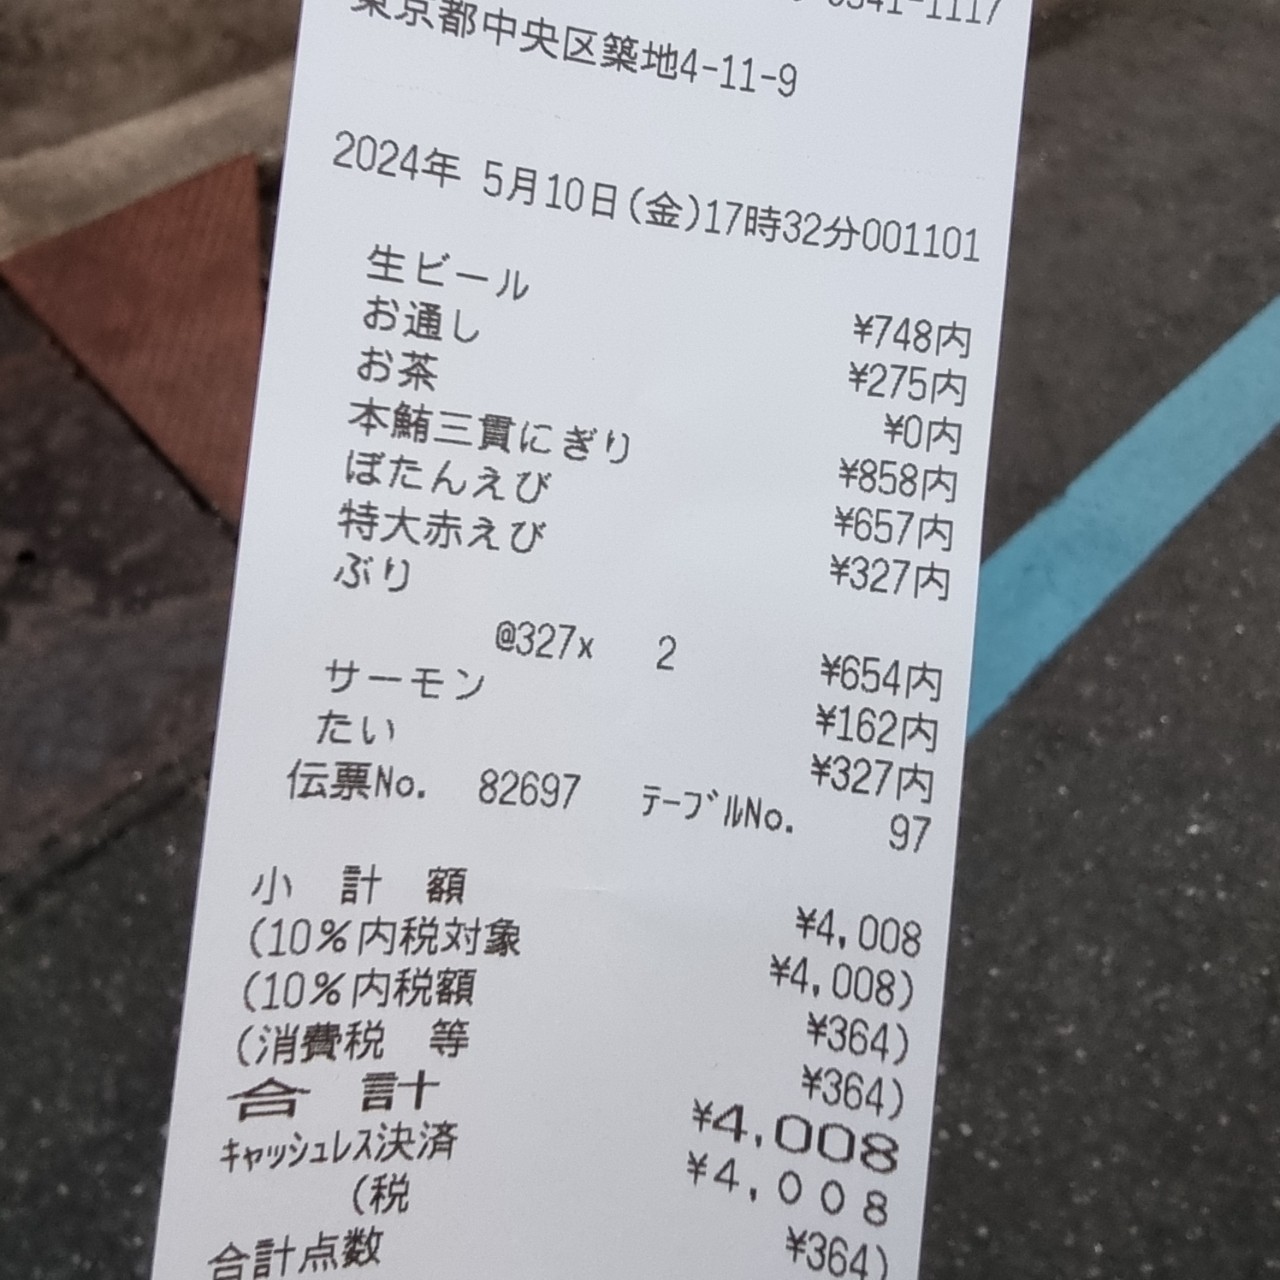 0541-1117
東京都中央区築地4-11-9
2024年 5月10日(金)17時32分001101
生ビール ¥748内
お通し ¥275内
お茶 ¥0内
本鮪三貫にぎり ¥858内
ぼたんえび ¥657内
特大赤えび ¥327内
ぶり
@327x 2 ¥654内
サーモン ¥162内
たい ¥327内
伝票No. 82697 ﾃｰﾌﾞﾙNo. 97
小 計 額 ¥4,008
(10%内税対象 ¥4,008)
(10%内税額 ¥364)
(消費税 等 ¥364)
合 計 ¥4,008
ｷｬｯｼｭﾚｽ決済 ¥4,008
(税 ¥364)
合計点数